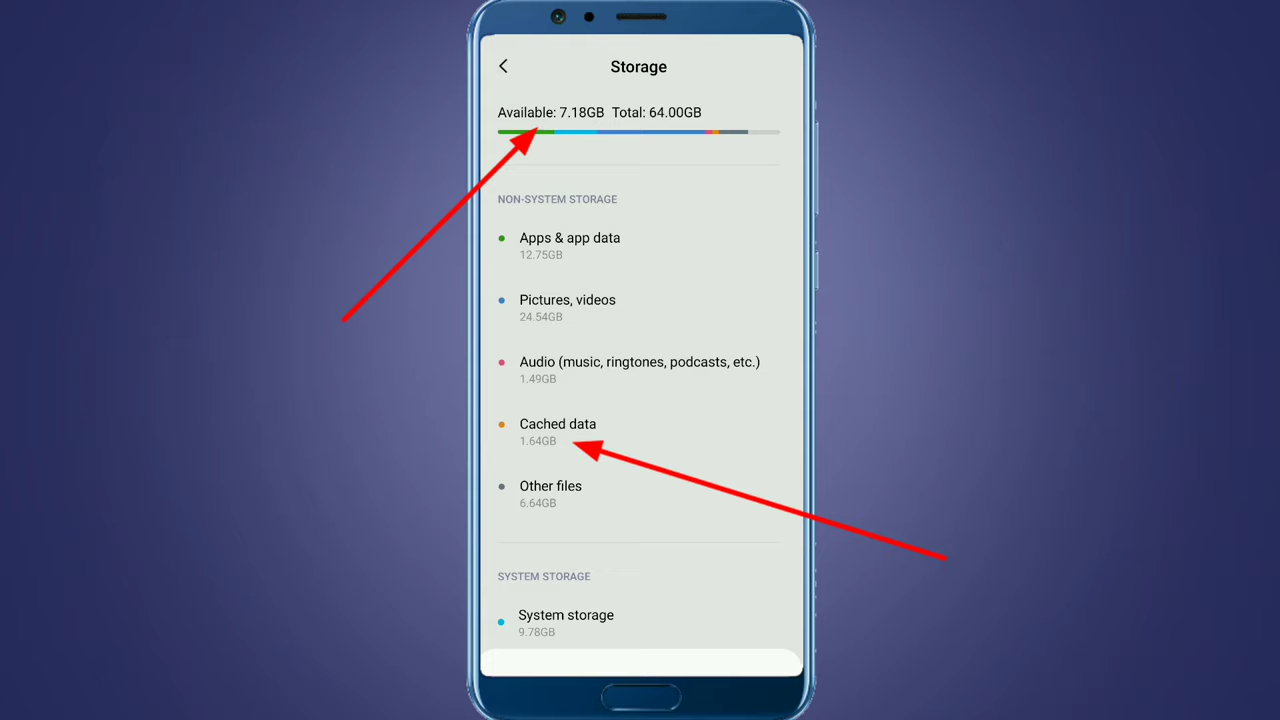 Storage
Available: 7.18GB Total: 64.00GB
NON-SYSTEM STORAGE
Apps & app data
12.75GB
Pictures, videos
24.54GB
Audio (music, ringtones, podcasts, etc.)
1.49GB
Cached data
1.64GB
Other files
6.64GB
SYSTEM STORAGE
System storage
9.78GB